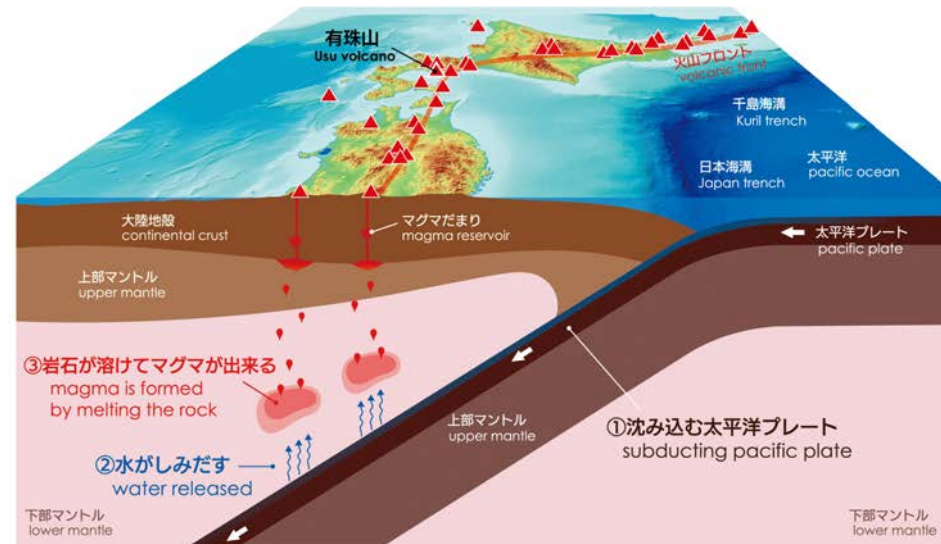 有珠山
Usu volcano
火山フロント
volcanic front
千島海溝
Kuril trench
日本海溝
Japan trench
太平洋
pacific ocean
大陸地殻
continental crust
マグマだまり
magma reservoir
太平洋プレート
pacific plate
上部マントル
upper mantle
③岩石が溶けてマグマが出来る
magma is formed
by melting the rock
上部マントル
upper mantle
①沈み込む太平洋プレート
subducting pacific plate
②水がしみだす
water released
下部マントル
lower mantle
下部マントル
lower mantle